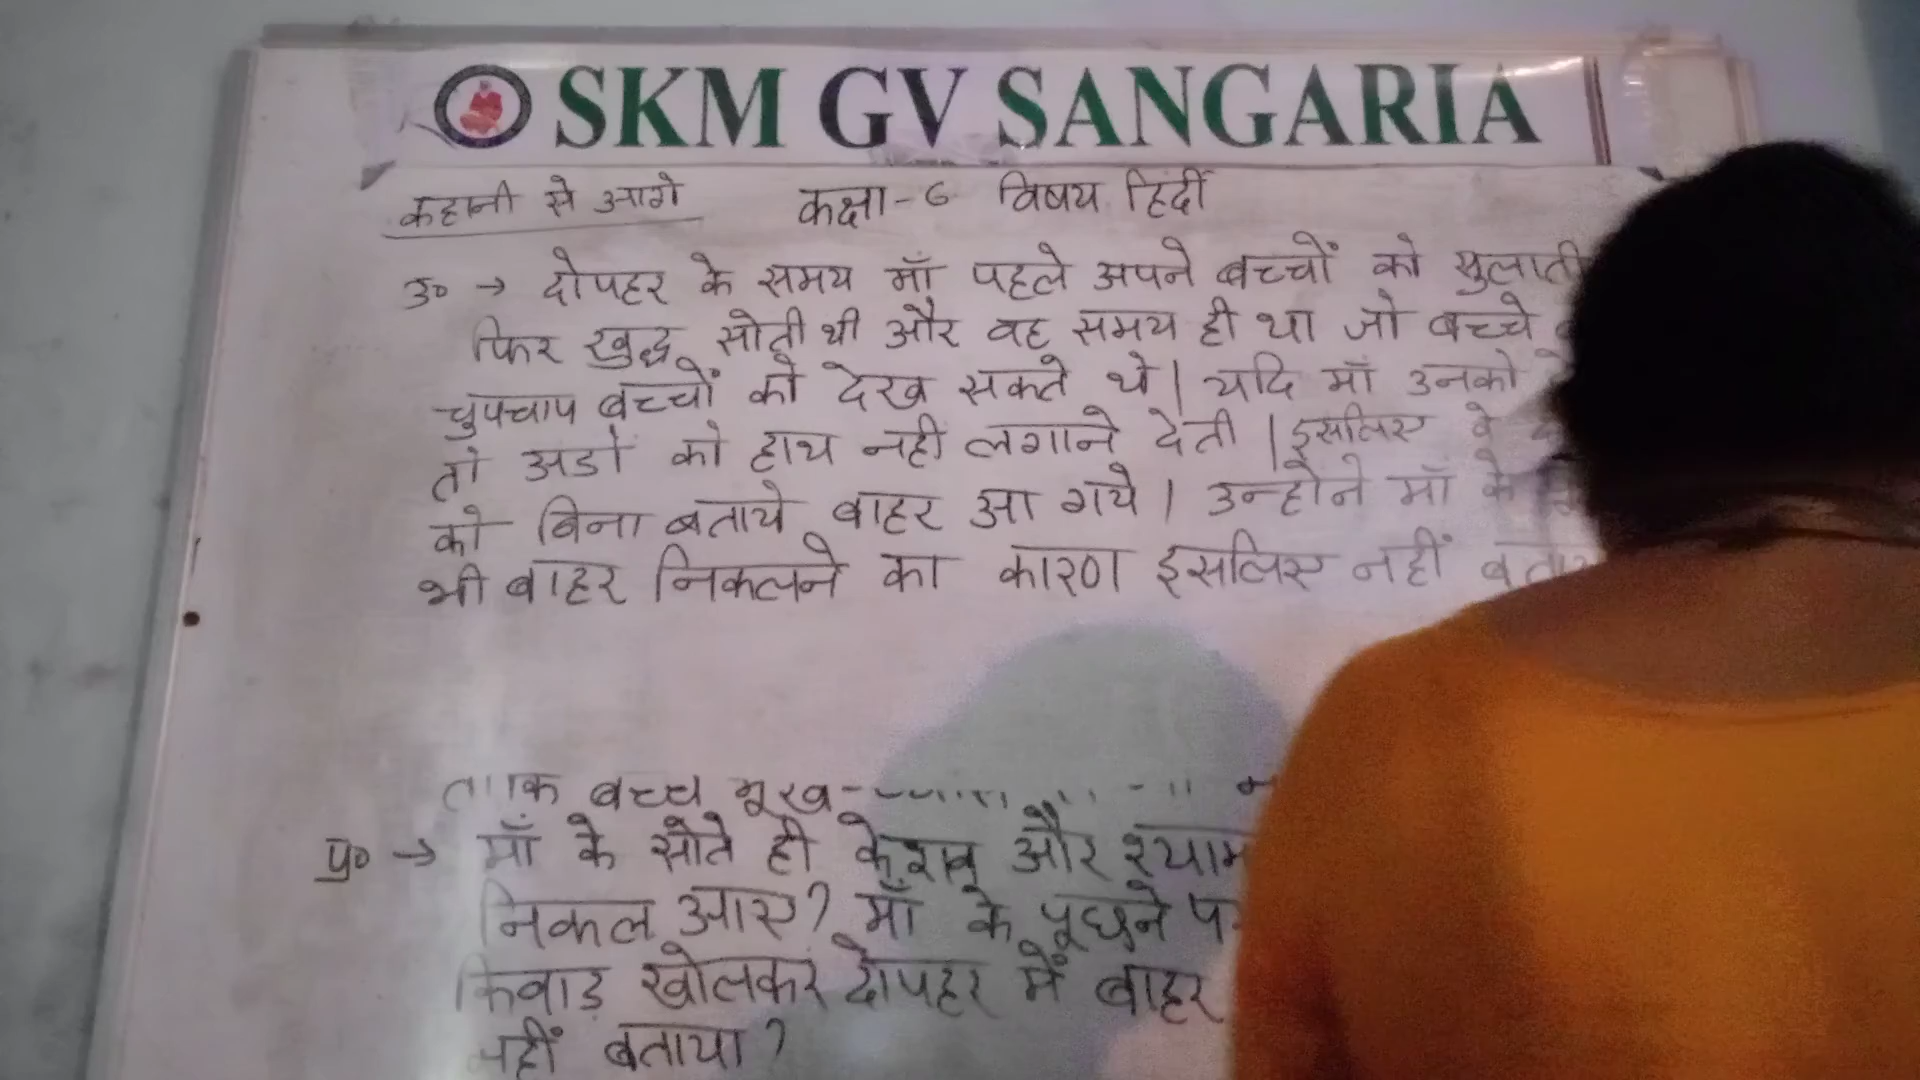 SKM GV SANGARIA
कहानी से आगे कक्षा-6 विषय हिंदी
उ० → दोपहर के समय माँ पहले अपने बच्चों को सुलाती
फिर खुद्ध सोती थी और वह समय ही था जो बच्चे
चुपचाप बच्चों को देख सकते थे। यदि माँ उनको
तो अडो को हाथ नही लगाने देती। इसलिए वे
को बिना बताये बाहर आ गये। उन्होने माँ के
भी बाहर निकलने का कारण इसलिए नहीं
बच्चे भूख
प्र० → माँ के सोते ही केशव और
निकल आए? माँ के पूछने
किवाड़ खोलकर दोपहर में बाहर
नहीं बताया?